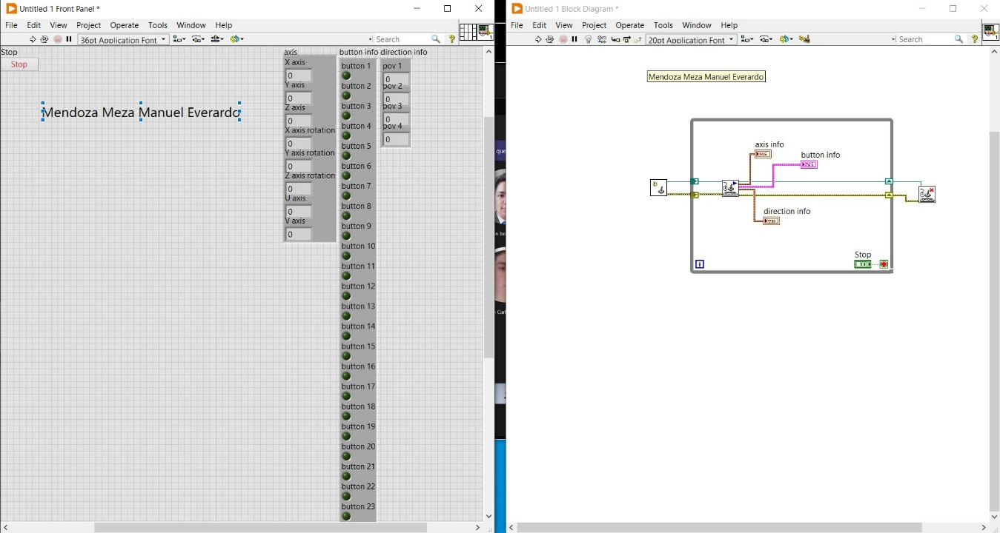 Untitled 1 Front Panel *
File Edit View Project Operate Tools Window Help
36pt Application Font
Search
Stop
Stop
Mendoza Meza Manuel Everardo
axis
X axis
0
Y axis
0
Z axis
0
X axis rotation
0
Y axis rotation
0
Z axis rotation
0
U axis
0
V axis
0
button info
button 1
button 2
button 3
button 4
button 5
button 6
button 7
button 8
button 9
button 10
button 11
button 12
button 13
button 14
button 15
button 16
button 17
button 18
button 19
button 20
button 21
button 22
button 23
direction info
pov 1
0
pov 2
0
pov 3
0
pov 4
0
que
Untitled 1 Block Diagram *
File Edit View Project Operate Tools Window Help
20pt Application Font
Search
Mendoza Meza Manuel Everardo
axis info
button info
direction info
Stop
i